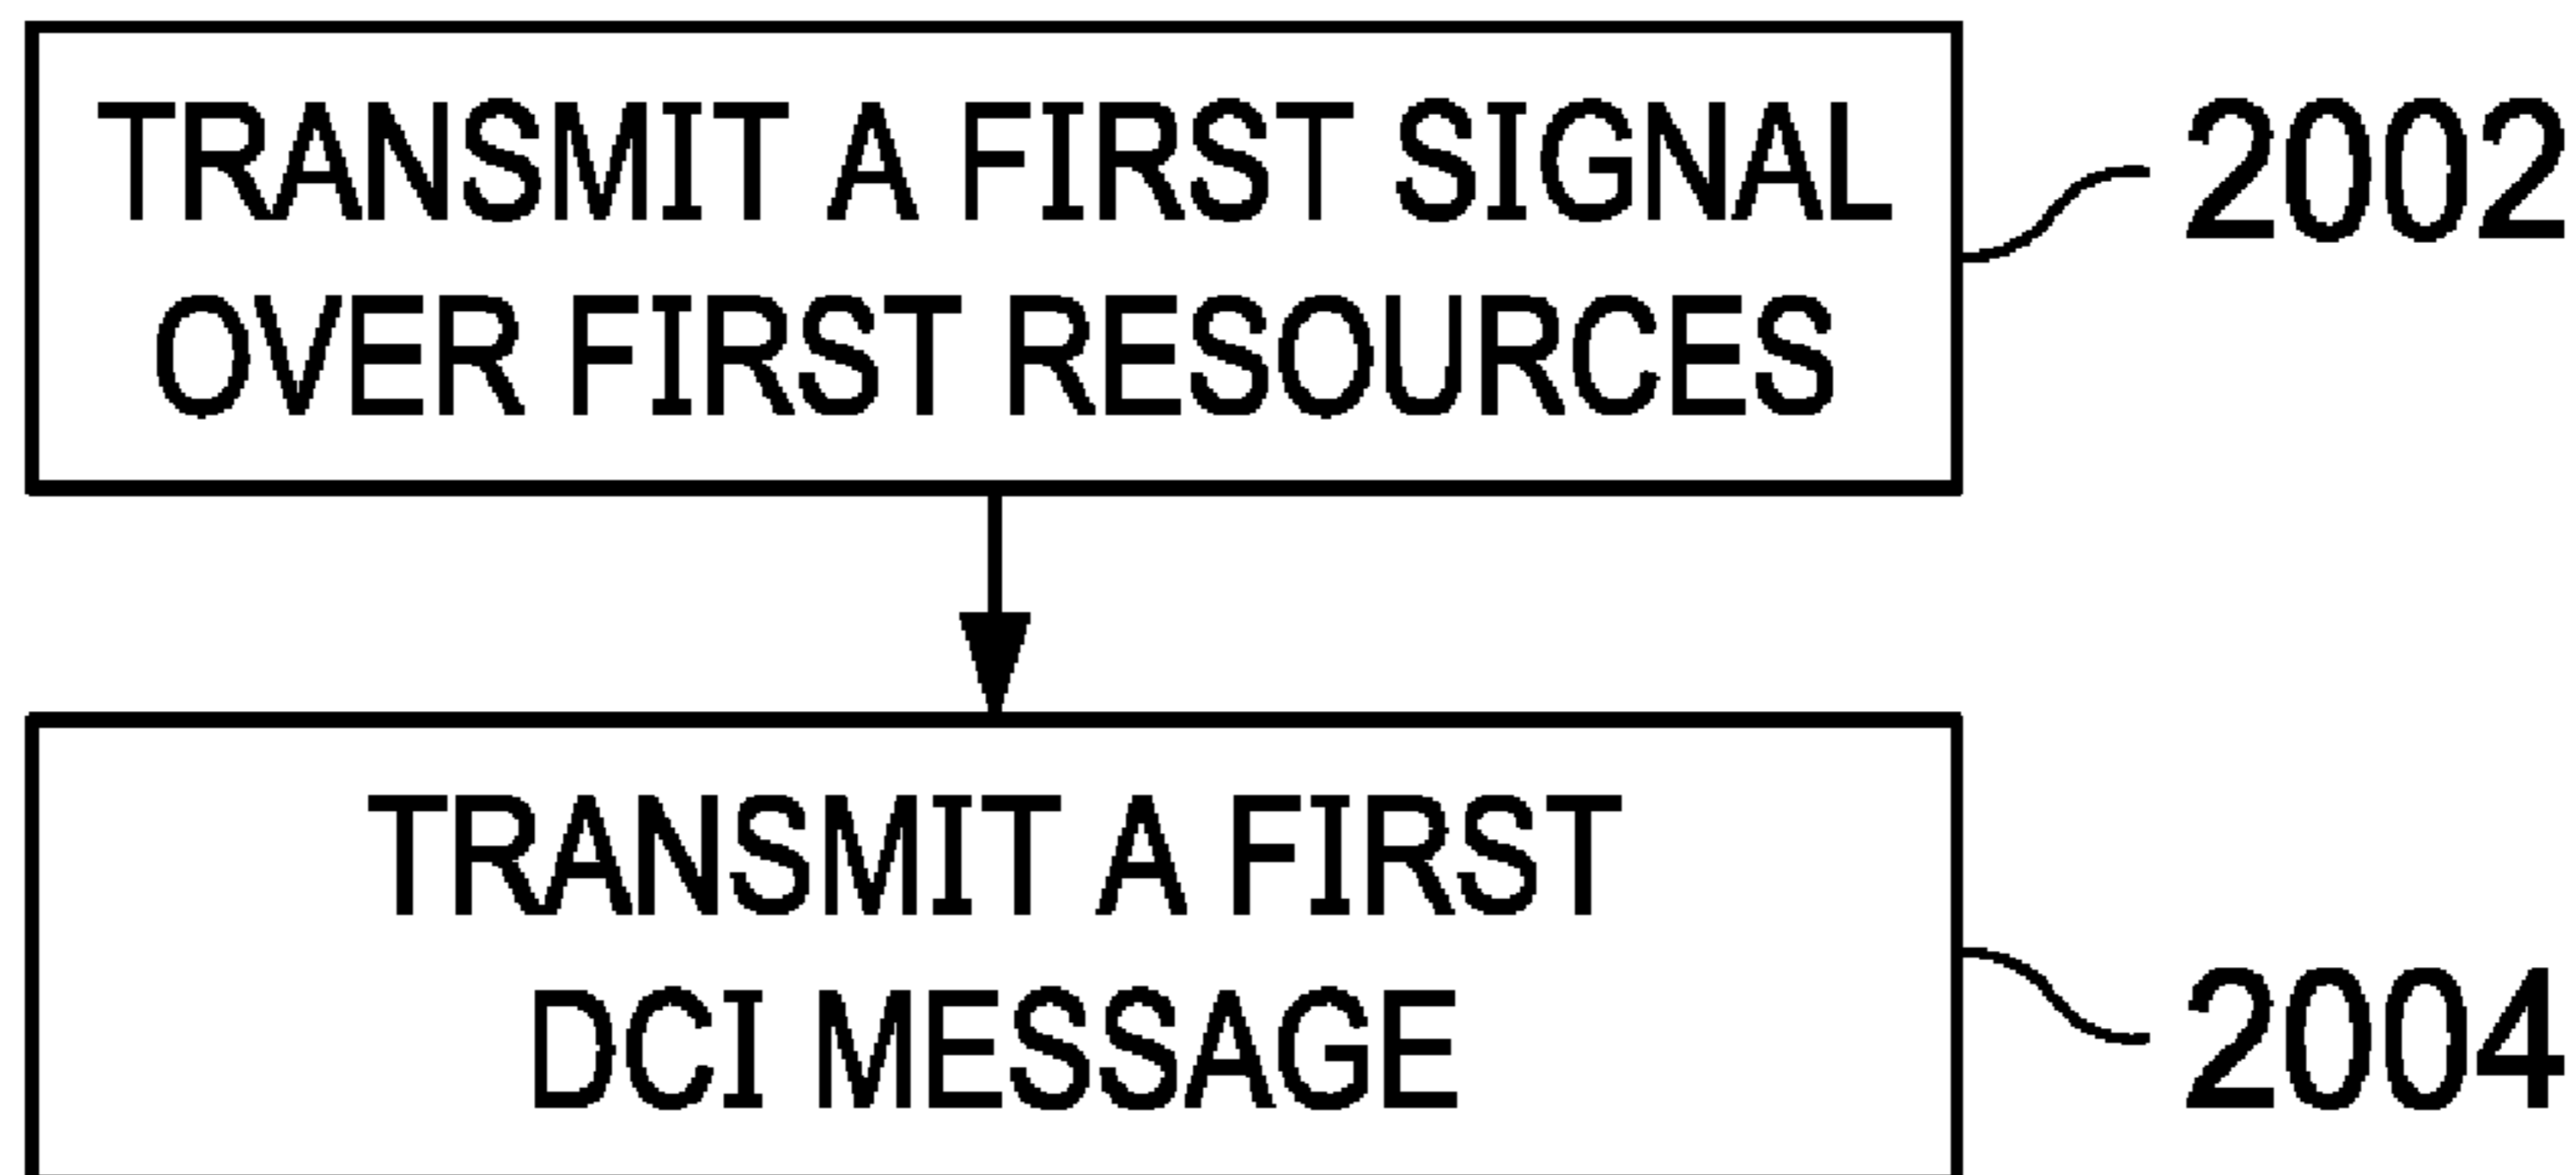 TRANSMIT A FIRST SIGNAL
OVER FIRST RESOURCES
2002
TRANSMIT A FIRST
DCI MESSAGE
2004